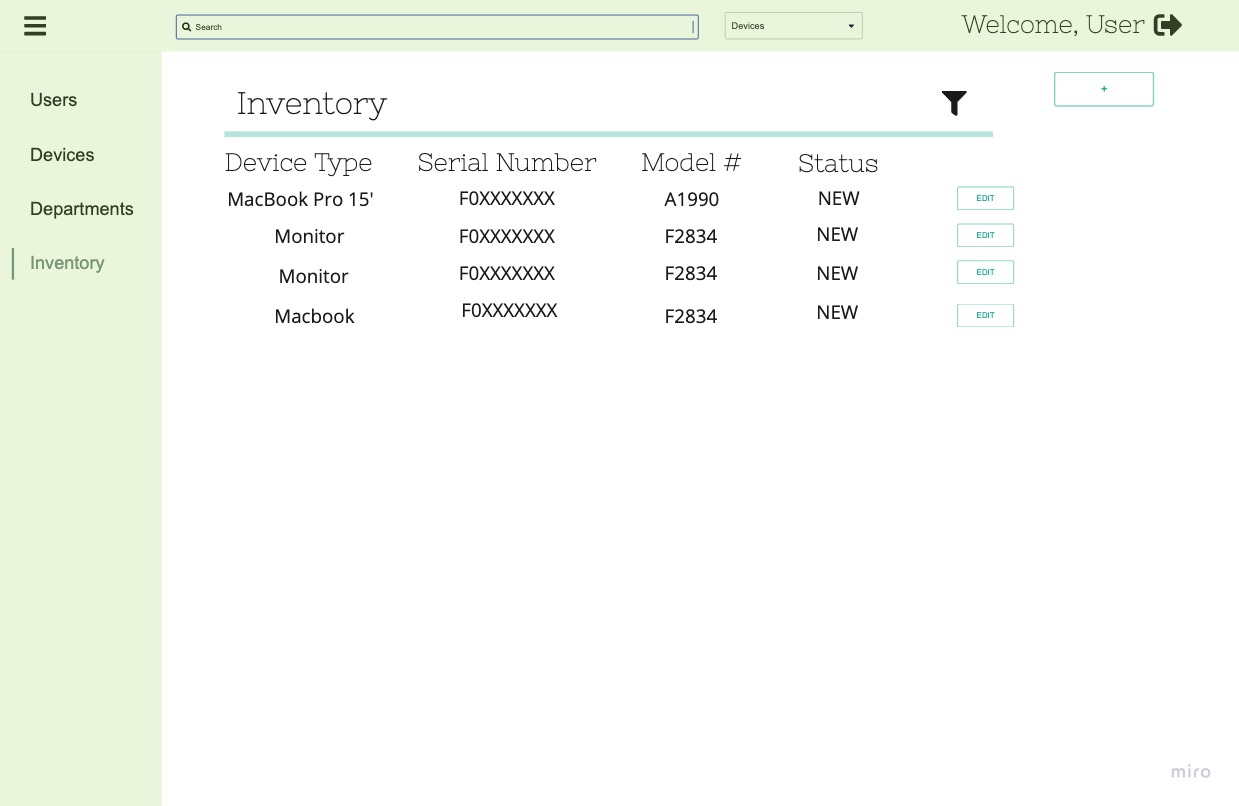 Search
Devices
Welcome, User
Users
Devices
Departments
Inventory
Inventory
+
Device Type Serial Number Model # Status
MacBook Pro 15' F0XXXXXXX A1990 NEW EDIT
Monitor F0XXXXXXX F2834 NEW EDIT
Monitor F0XXXXXXX F2834 NEW EDIT
Macbook F0XXXXXXX F2834 NEW EDIT
miro